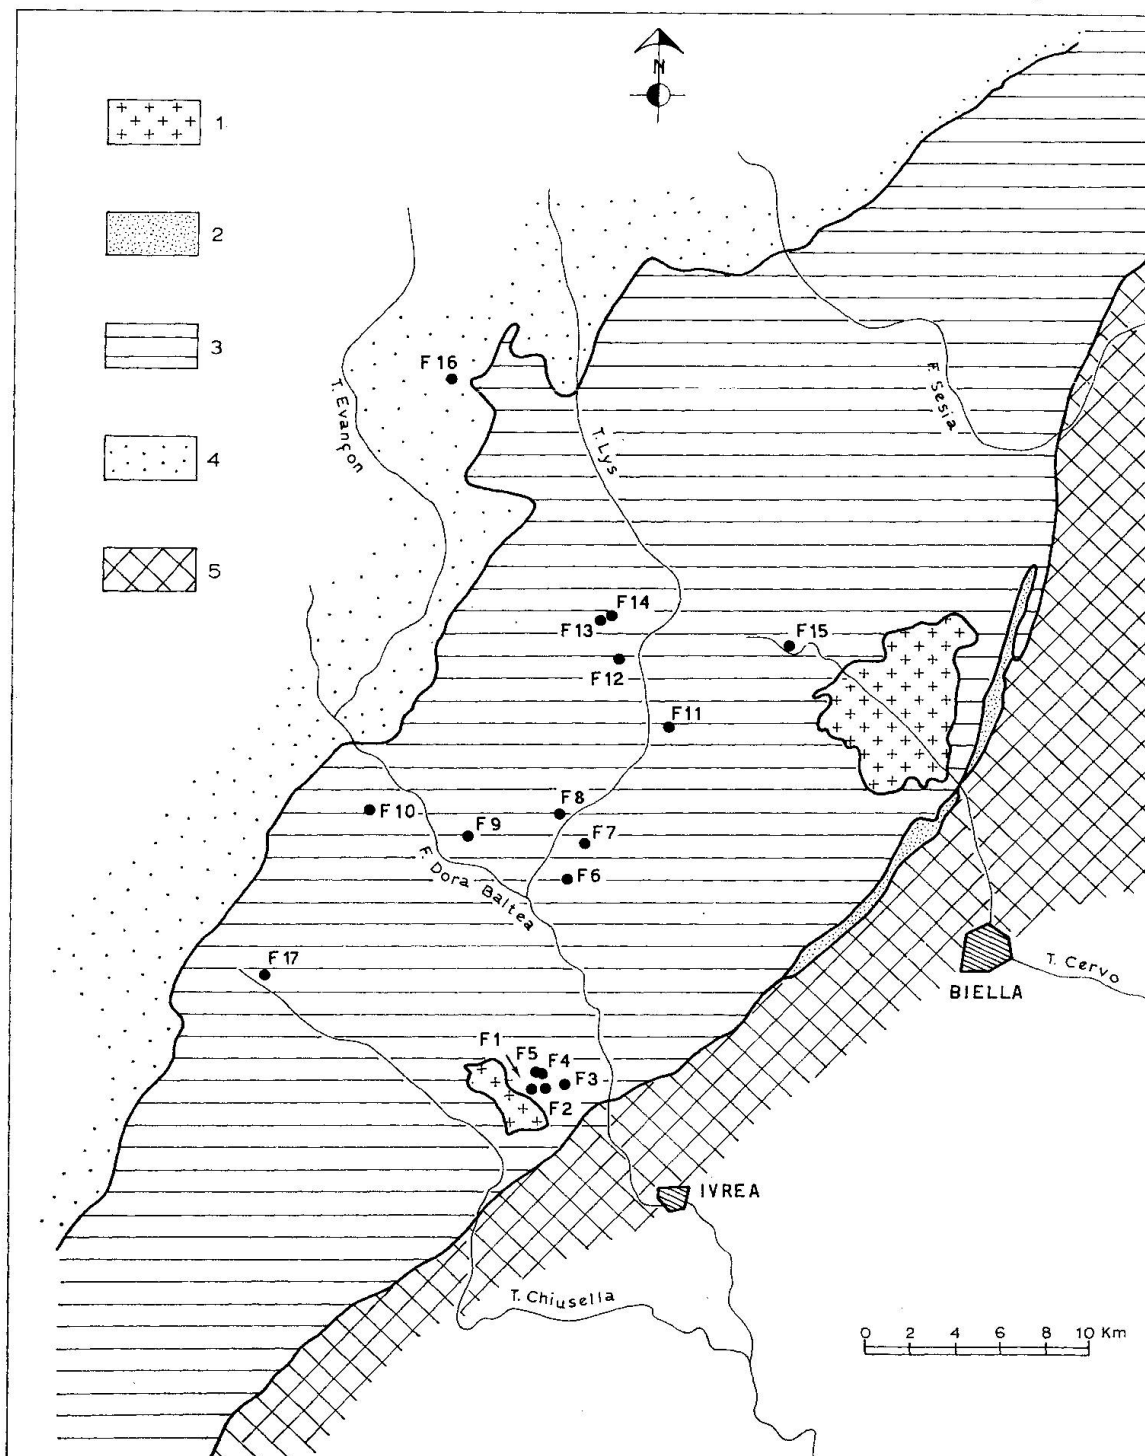 N
1
2
3
4
5
F 16
T. Evançon
T. Lys
F. Sesia
F14
F13
F15
F12
F11
F8
F10
F9
F7
F. Dora Baltea
F6
F 17
T. Cervo
BIELLA
F1
F5
F4
F3
F2
IVREA
T. Chiusella
0 2 4 6 8 10 Km